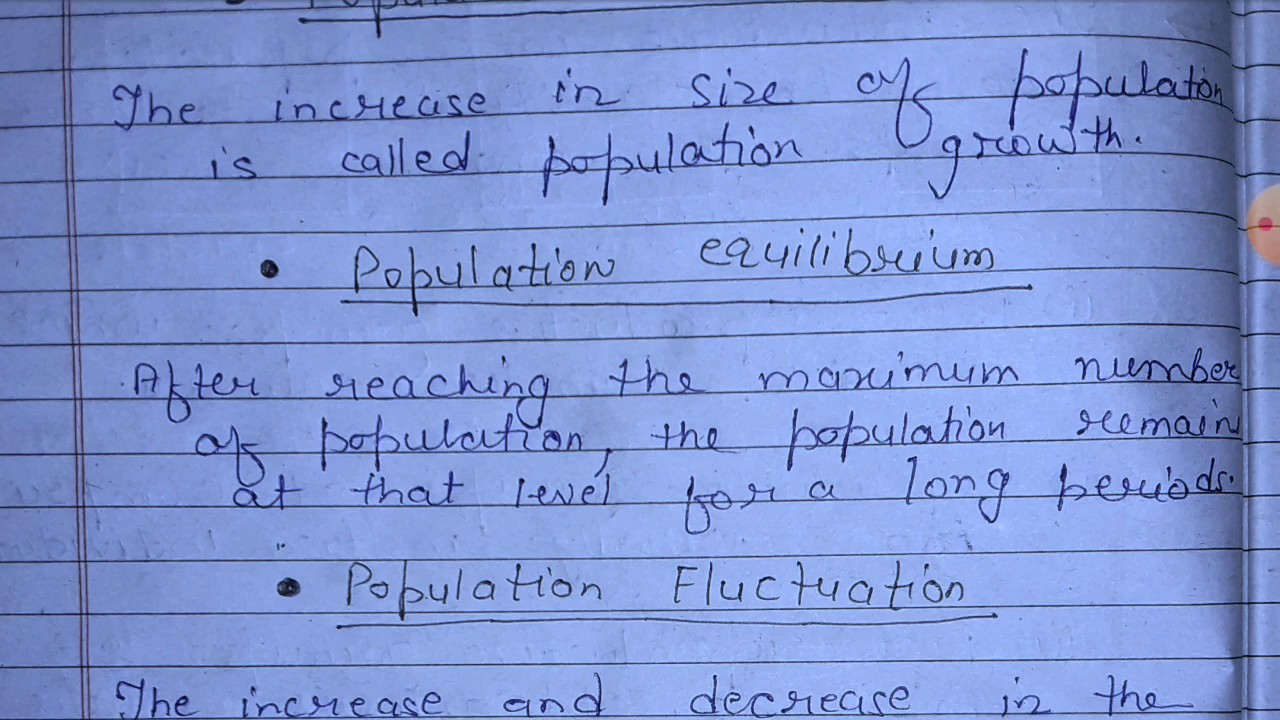 The increase in size of population
is called population growth.
• Population equilibrium
After reaching the maximum number
of population, the population remain
at that level for a long periods.
• Population Fluctuation
The increase and decrease in the